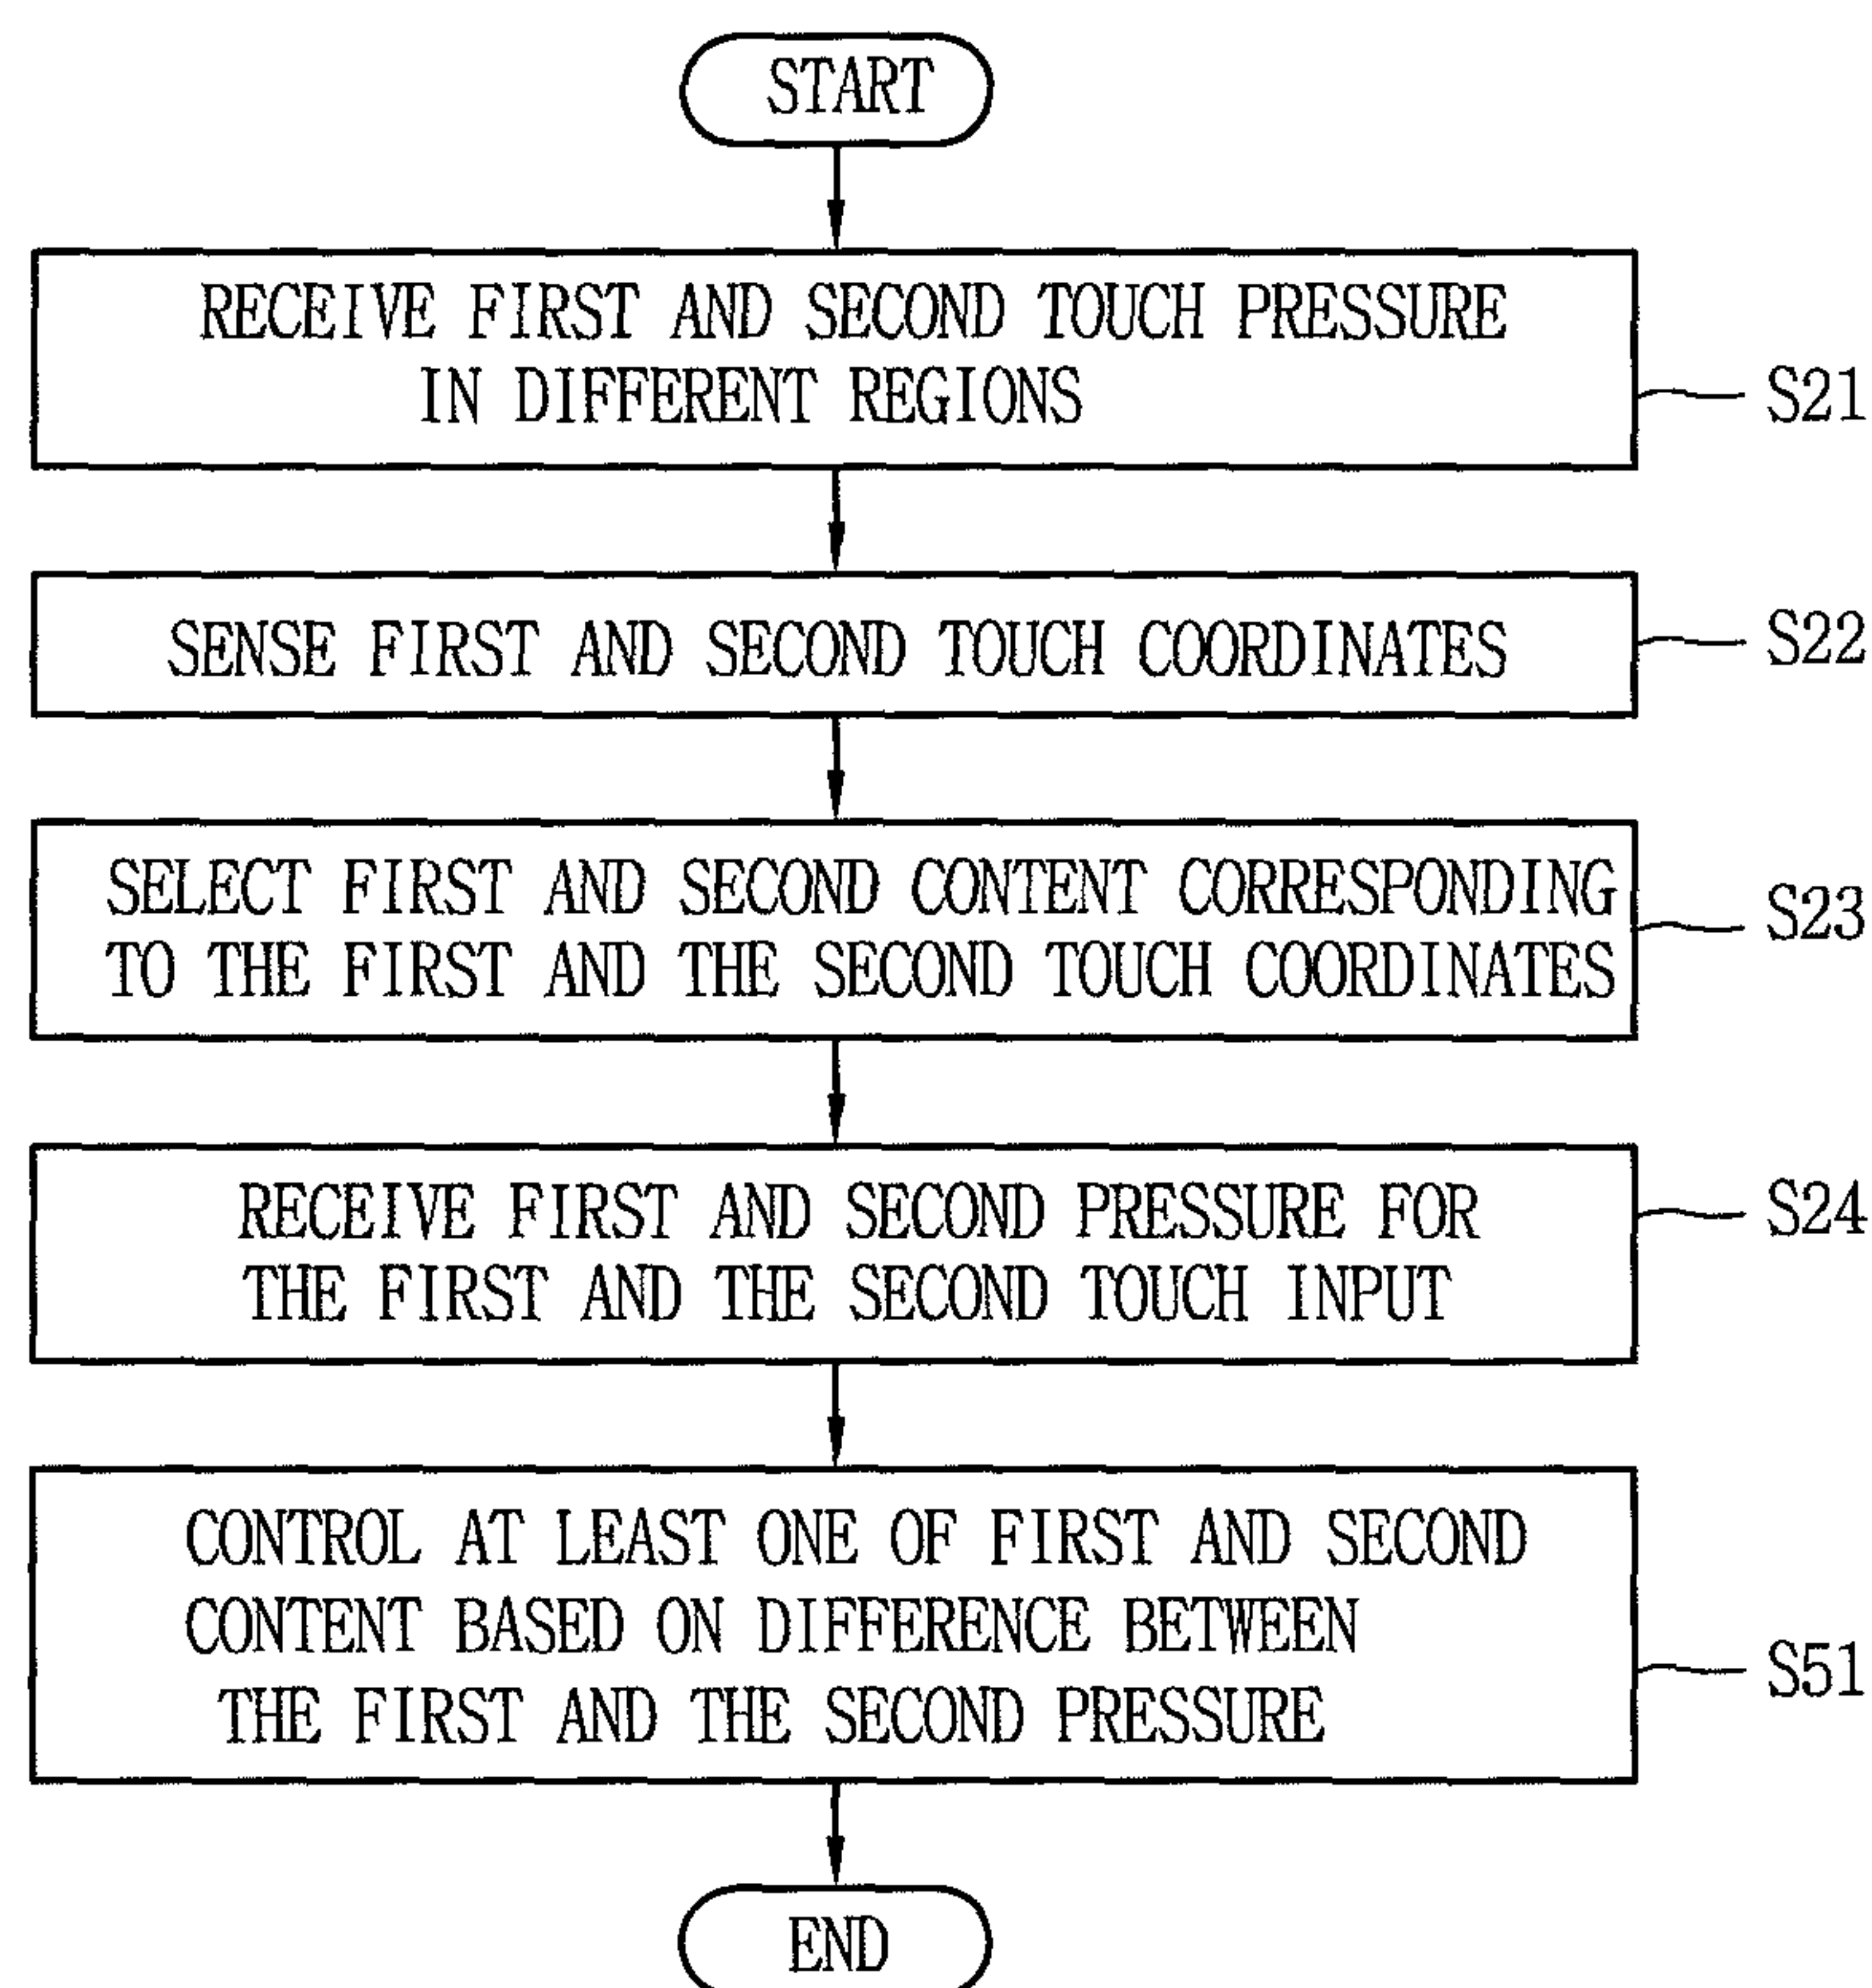 START
RECEIVE FIRST AND SECOND TOUCH PRESSURE
IN DIFFERENT REGIONS
S21
SENSE FIRST AND SECOND TOUCH COORDINATES
S22
SELECT FIRST AND SECOND CONTENT CORRESPONDING
TO THE FIRST AND THE SECOND TOUCH COORDINATES
S23
RECEIVE FIRST AND SECOND PRESSURE FOR
THE FIRST AND THE SECOND TOUCH INPUT
S24
CONTROL AT LEAST ONE OF FIRST AND SECOND
CONTENT BASED ON DIFFERENCE BETWEEN
THE FIRST AND THE SECOND PRESSURE
S51
END